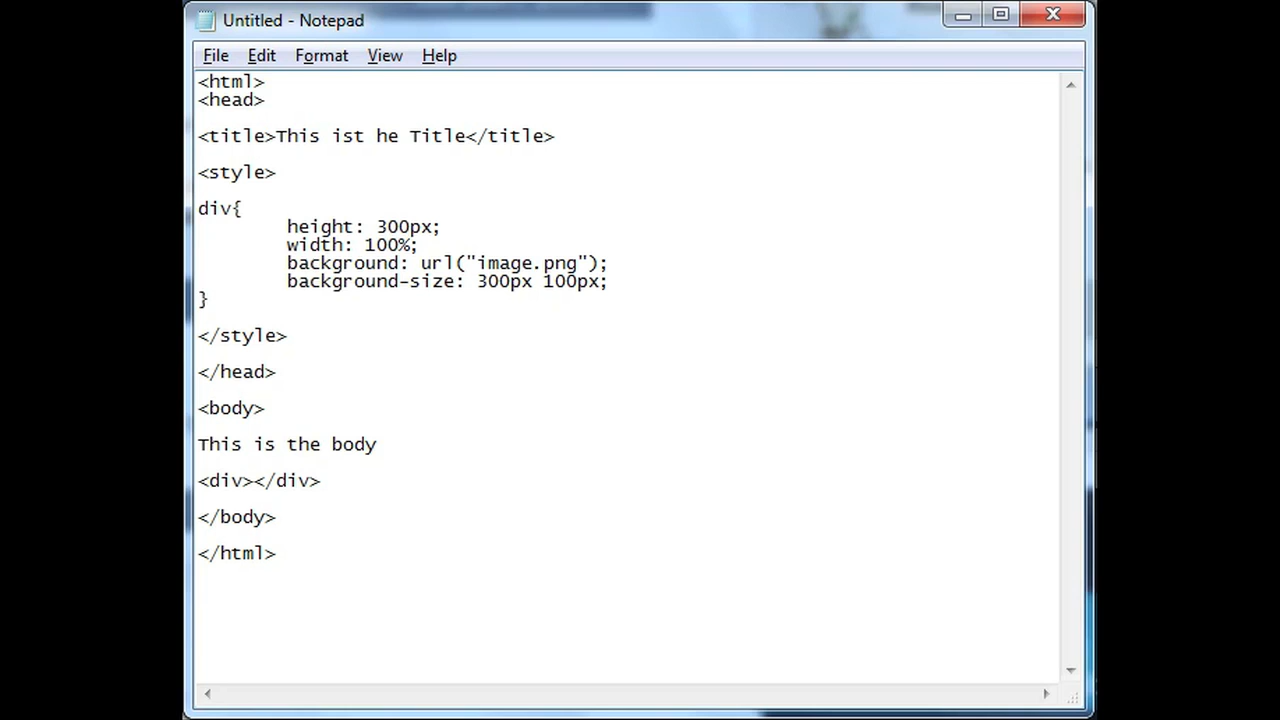 Untitled - Notepad
File Edit Format View Help
<html>
<head>
<title>This ist he Title</title>
<style>
div{
height: 300px;
width: 100%;
background: url("image.png");
background-size: 300px 100px;
}
</style>
</head>
<body>
This is the body
<div></div>
</body>
</html>